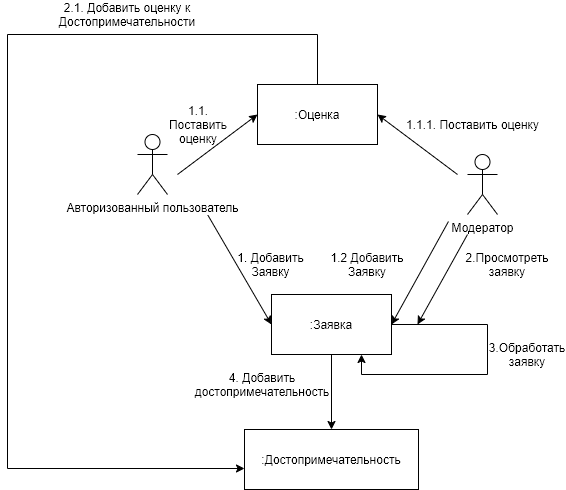 2.1. Добавить оценку к
Достопримечательности
1.1.
Поставить
оценку
:Оценка
1.1.1. Поставить оценку
Авторизованный пользователь
Модератор
1. Добавить
Заявку
1.2 Добавить
Заявку
2.Просмотреть
заявку
:Заявка
3.Обработать
заявку
4. Добавить
достопримечательность
:Достопримечательность